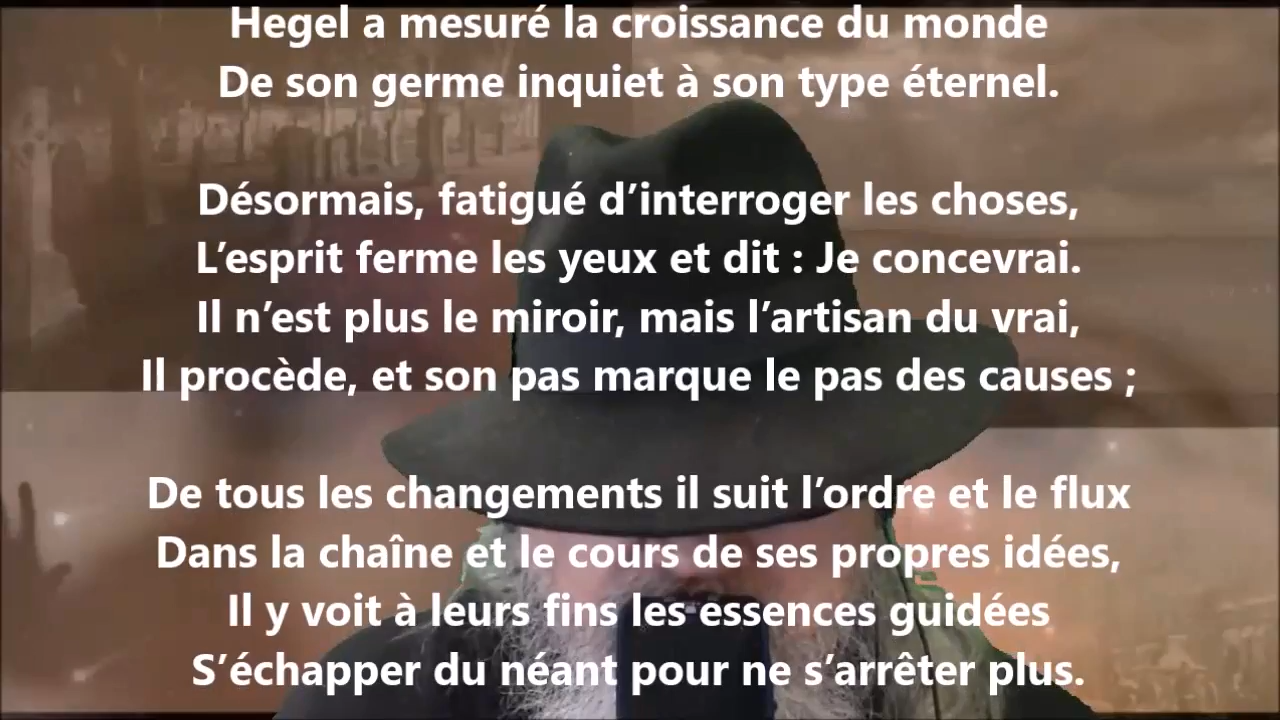 Hegel a mesuré la croissance du monde
De son germe inquiet à son type éternel.
Désormais, fatigué d’interroger les choses,
L’esprit ferme les yeux et dit : Je concevrai.
Il n’est plus le miroir, mais l’artisan du vrai,
Il procède, et son pas marque le pas des causes ;
De tous les changements il suit l’ordre et le flux
Dans la chaîne et le cours de ses propres idées,
Il y voit à leurs fins les essences guidées
S’échapper du néant pour ne s’arrêter plus.